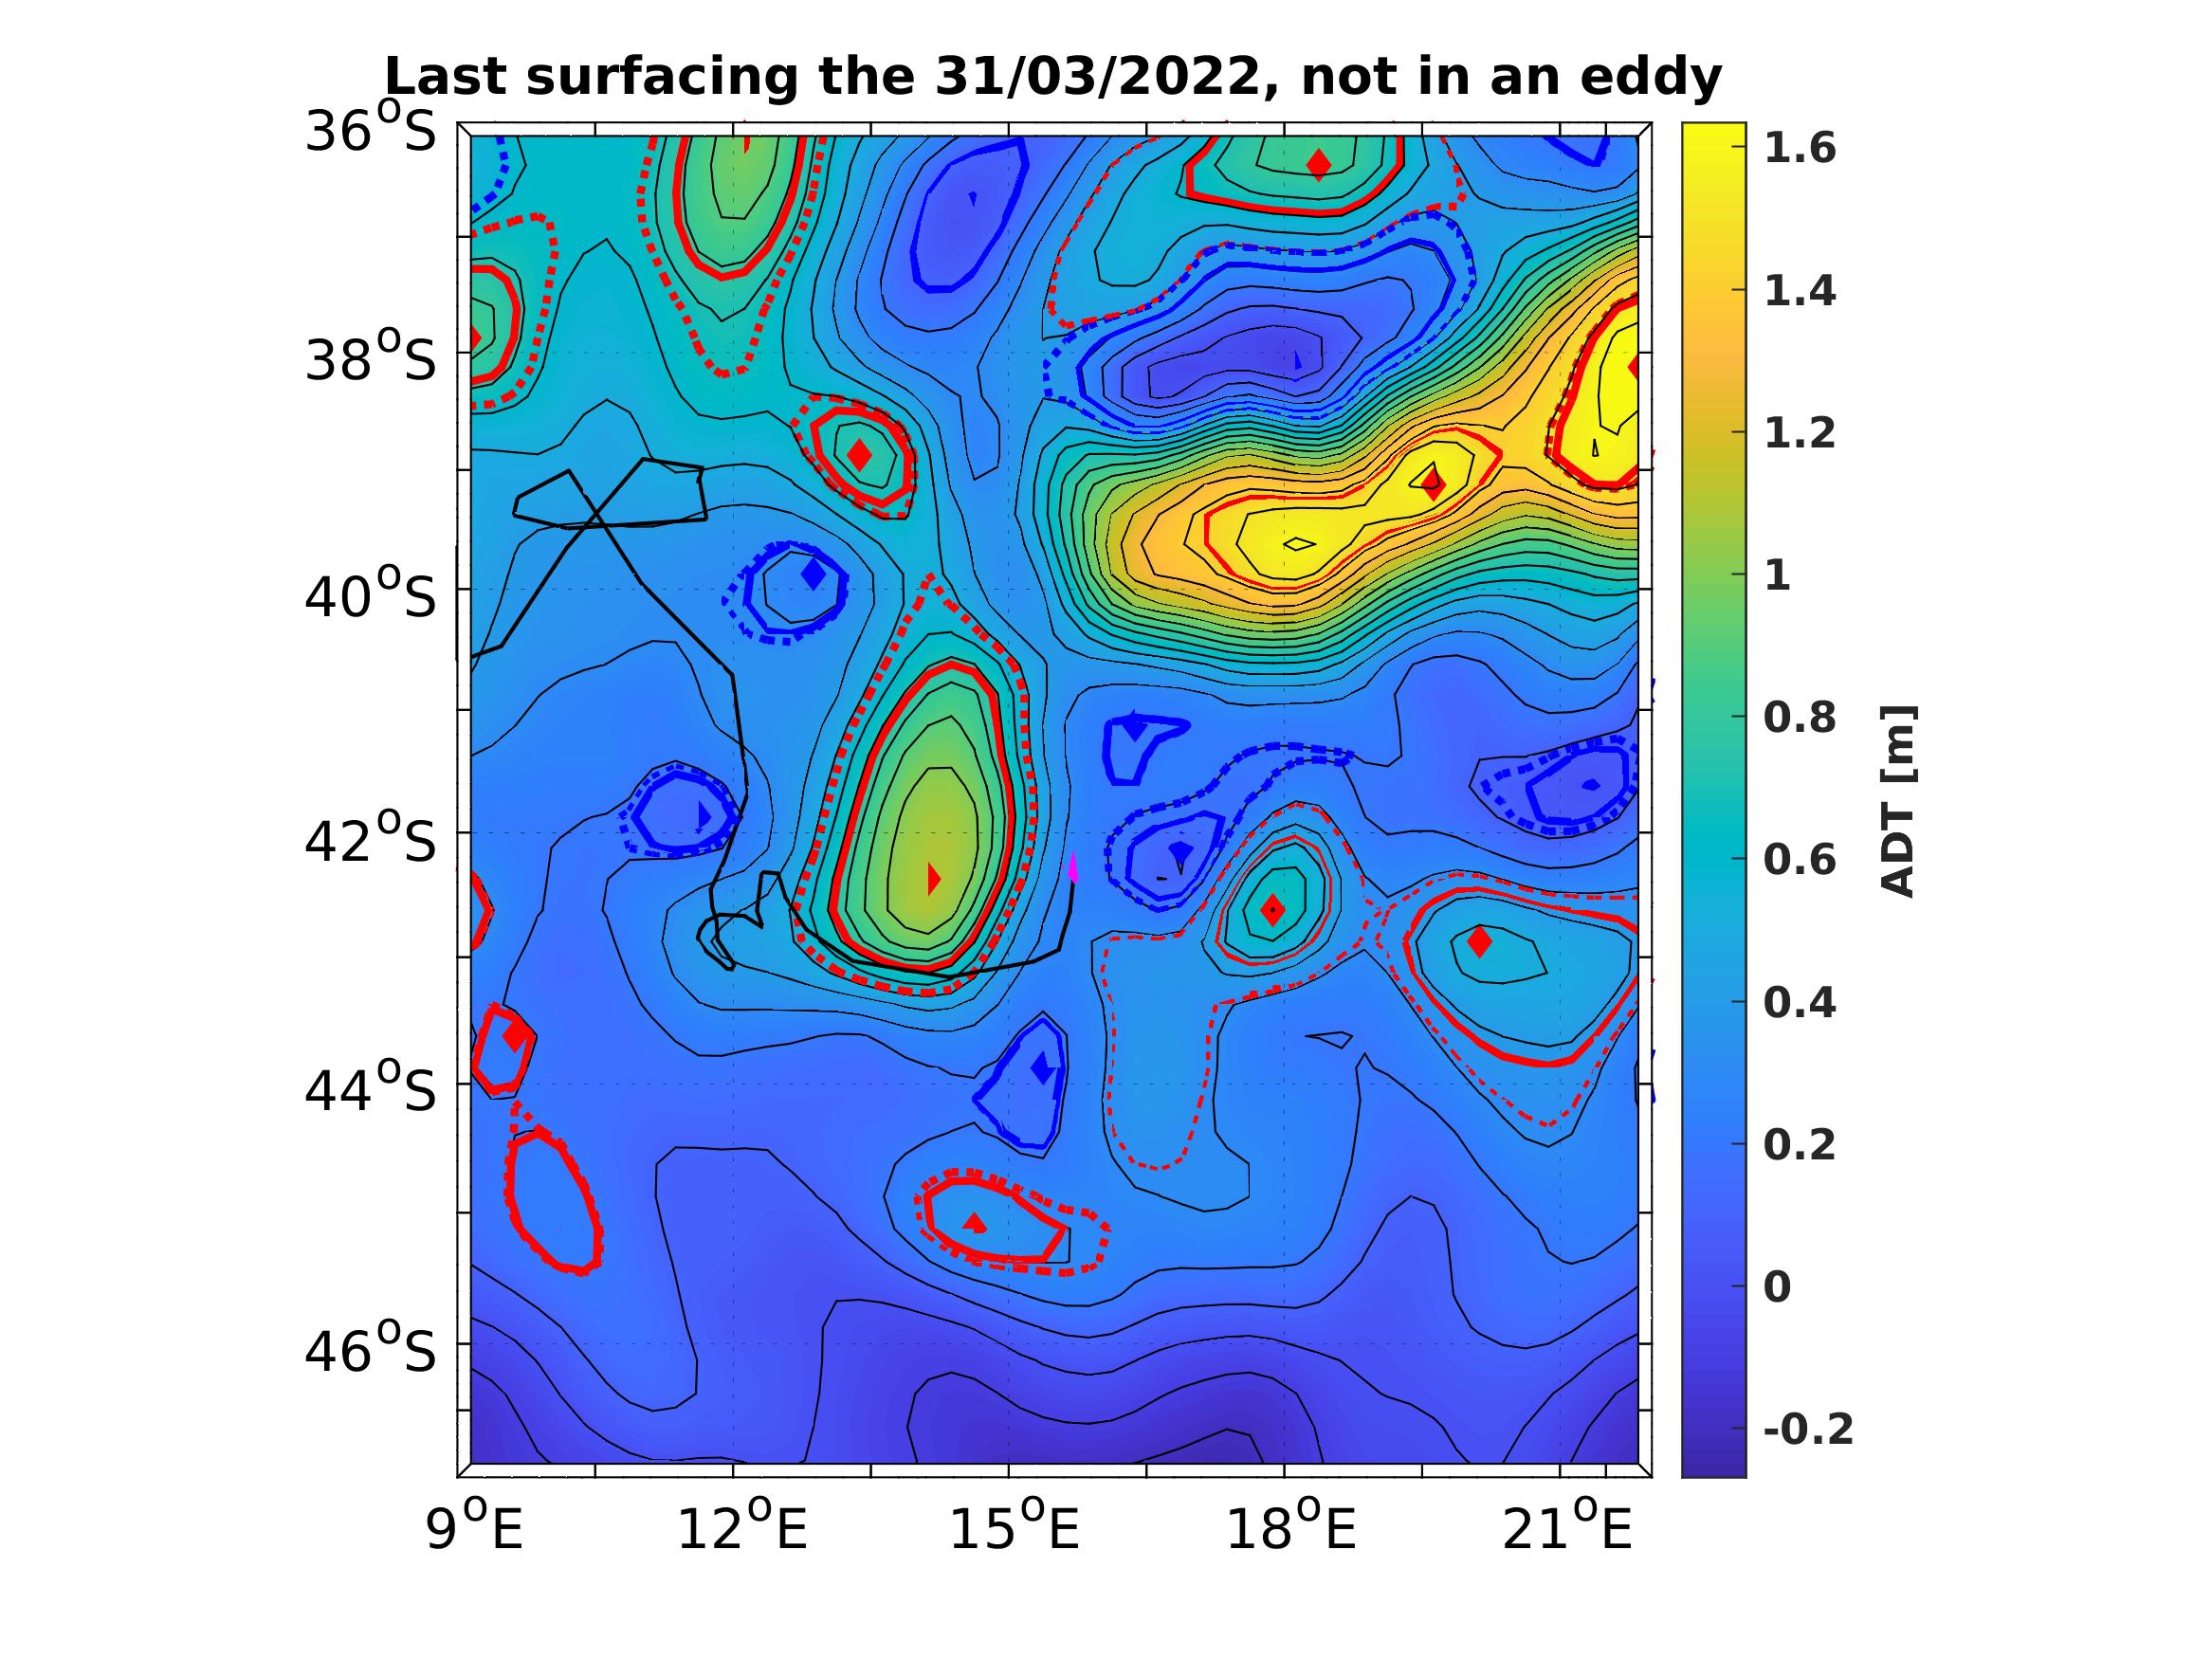 Last surfacing the 31/03/2022, not in an eddy
36°S
38°S
40°S
42°S
44°S
46°S
9°E 12°E 15°E 18°E 21°E
1.6
1.4
1.2
1
0.8
0.6
0.4
0.2
0
-0.2
ADT [m]